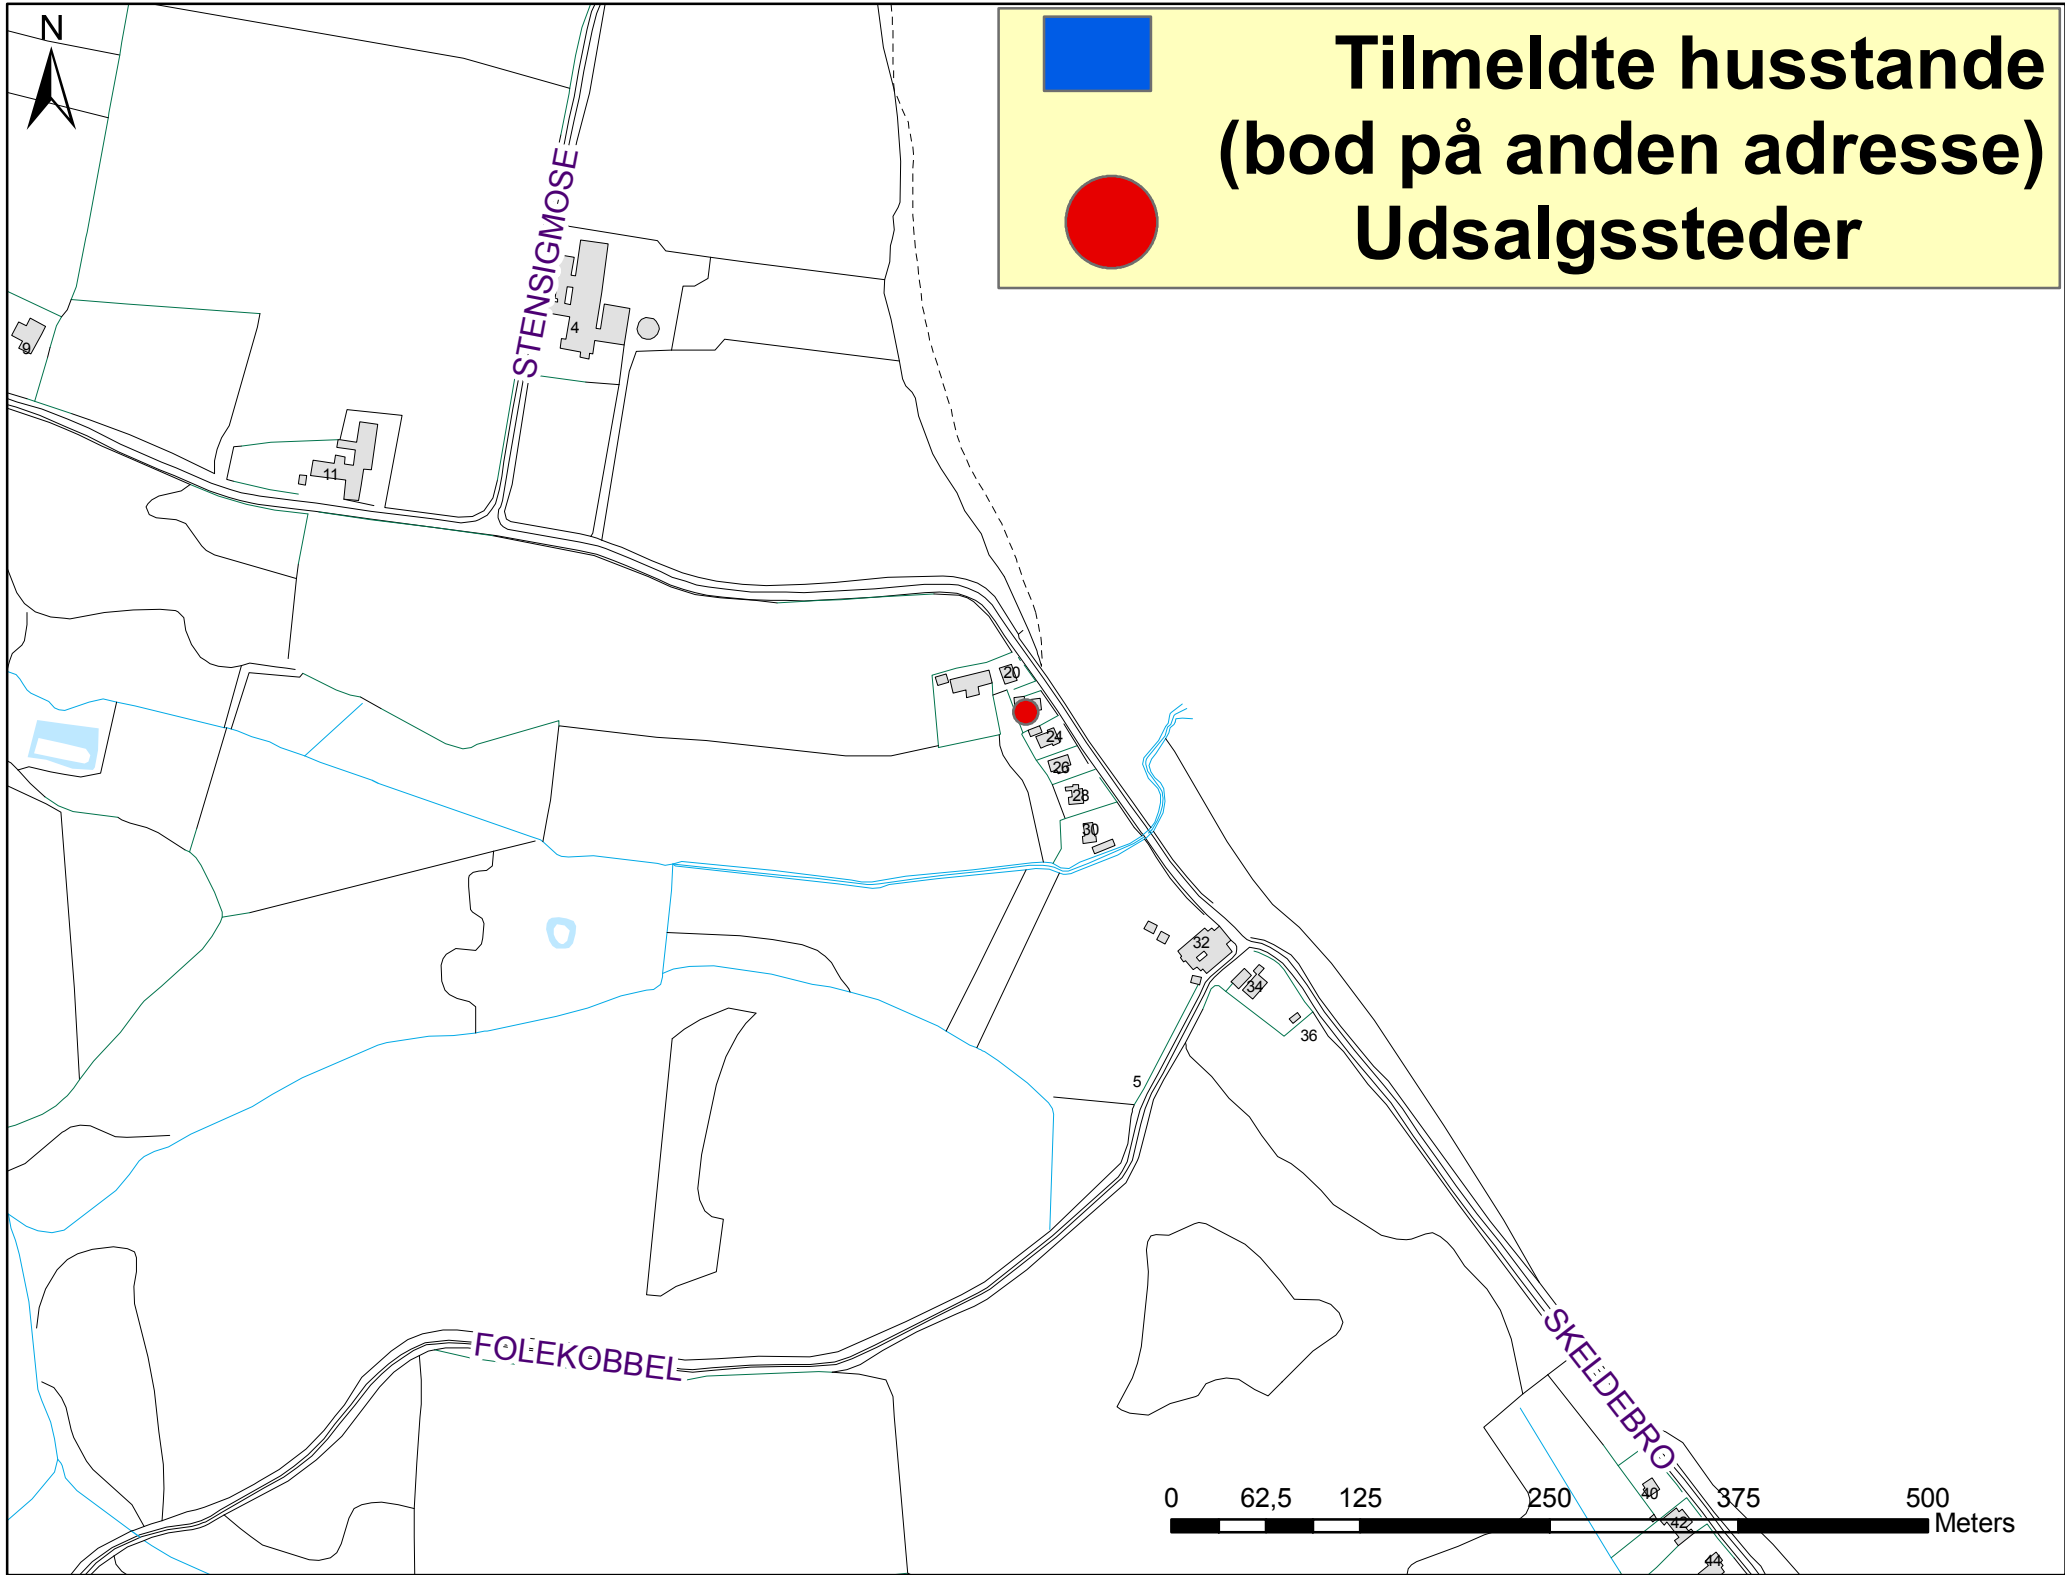 N
Tilmeldte husstande
(bod på anden adresse)
Udsalgssteder
STENSIGMOSE
4
9
11
20
24
26
28
30
32
34
36
5
FOLEKOBBEL
SKELDEBRO
0 62,5 125 250 375 500
Meters
40
42
44